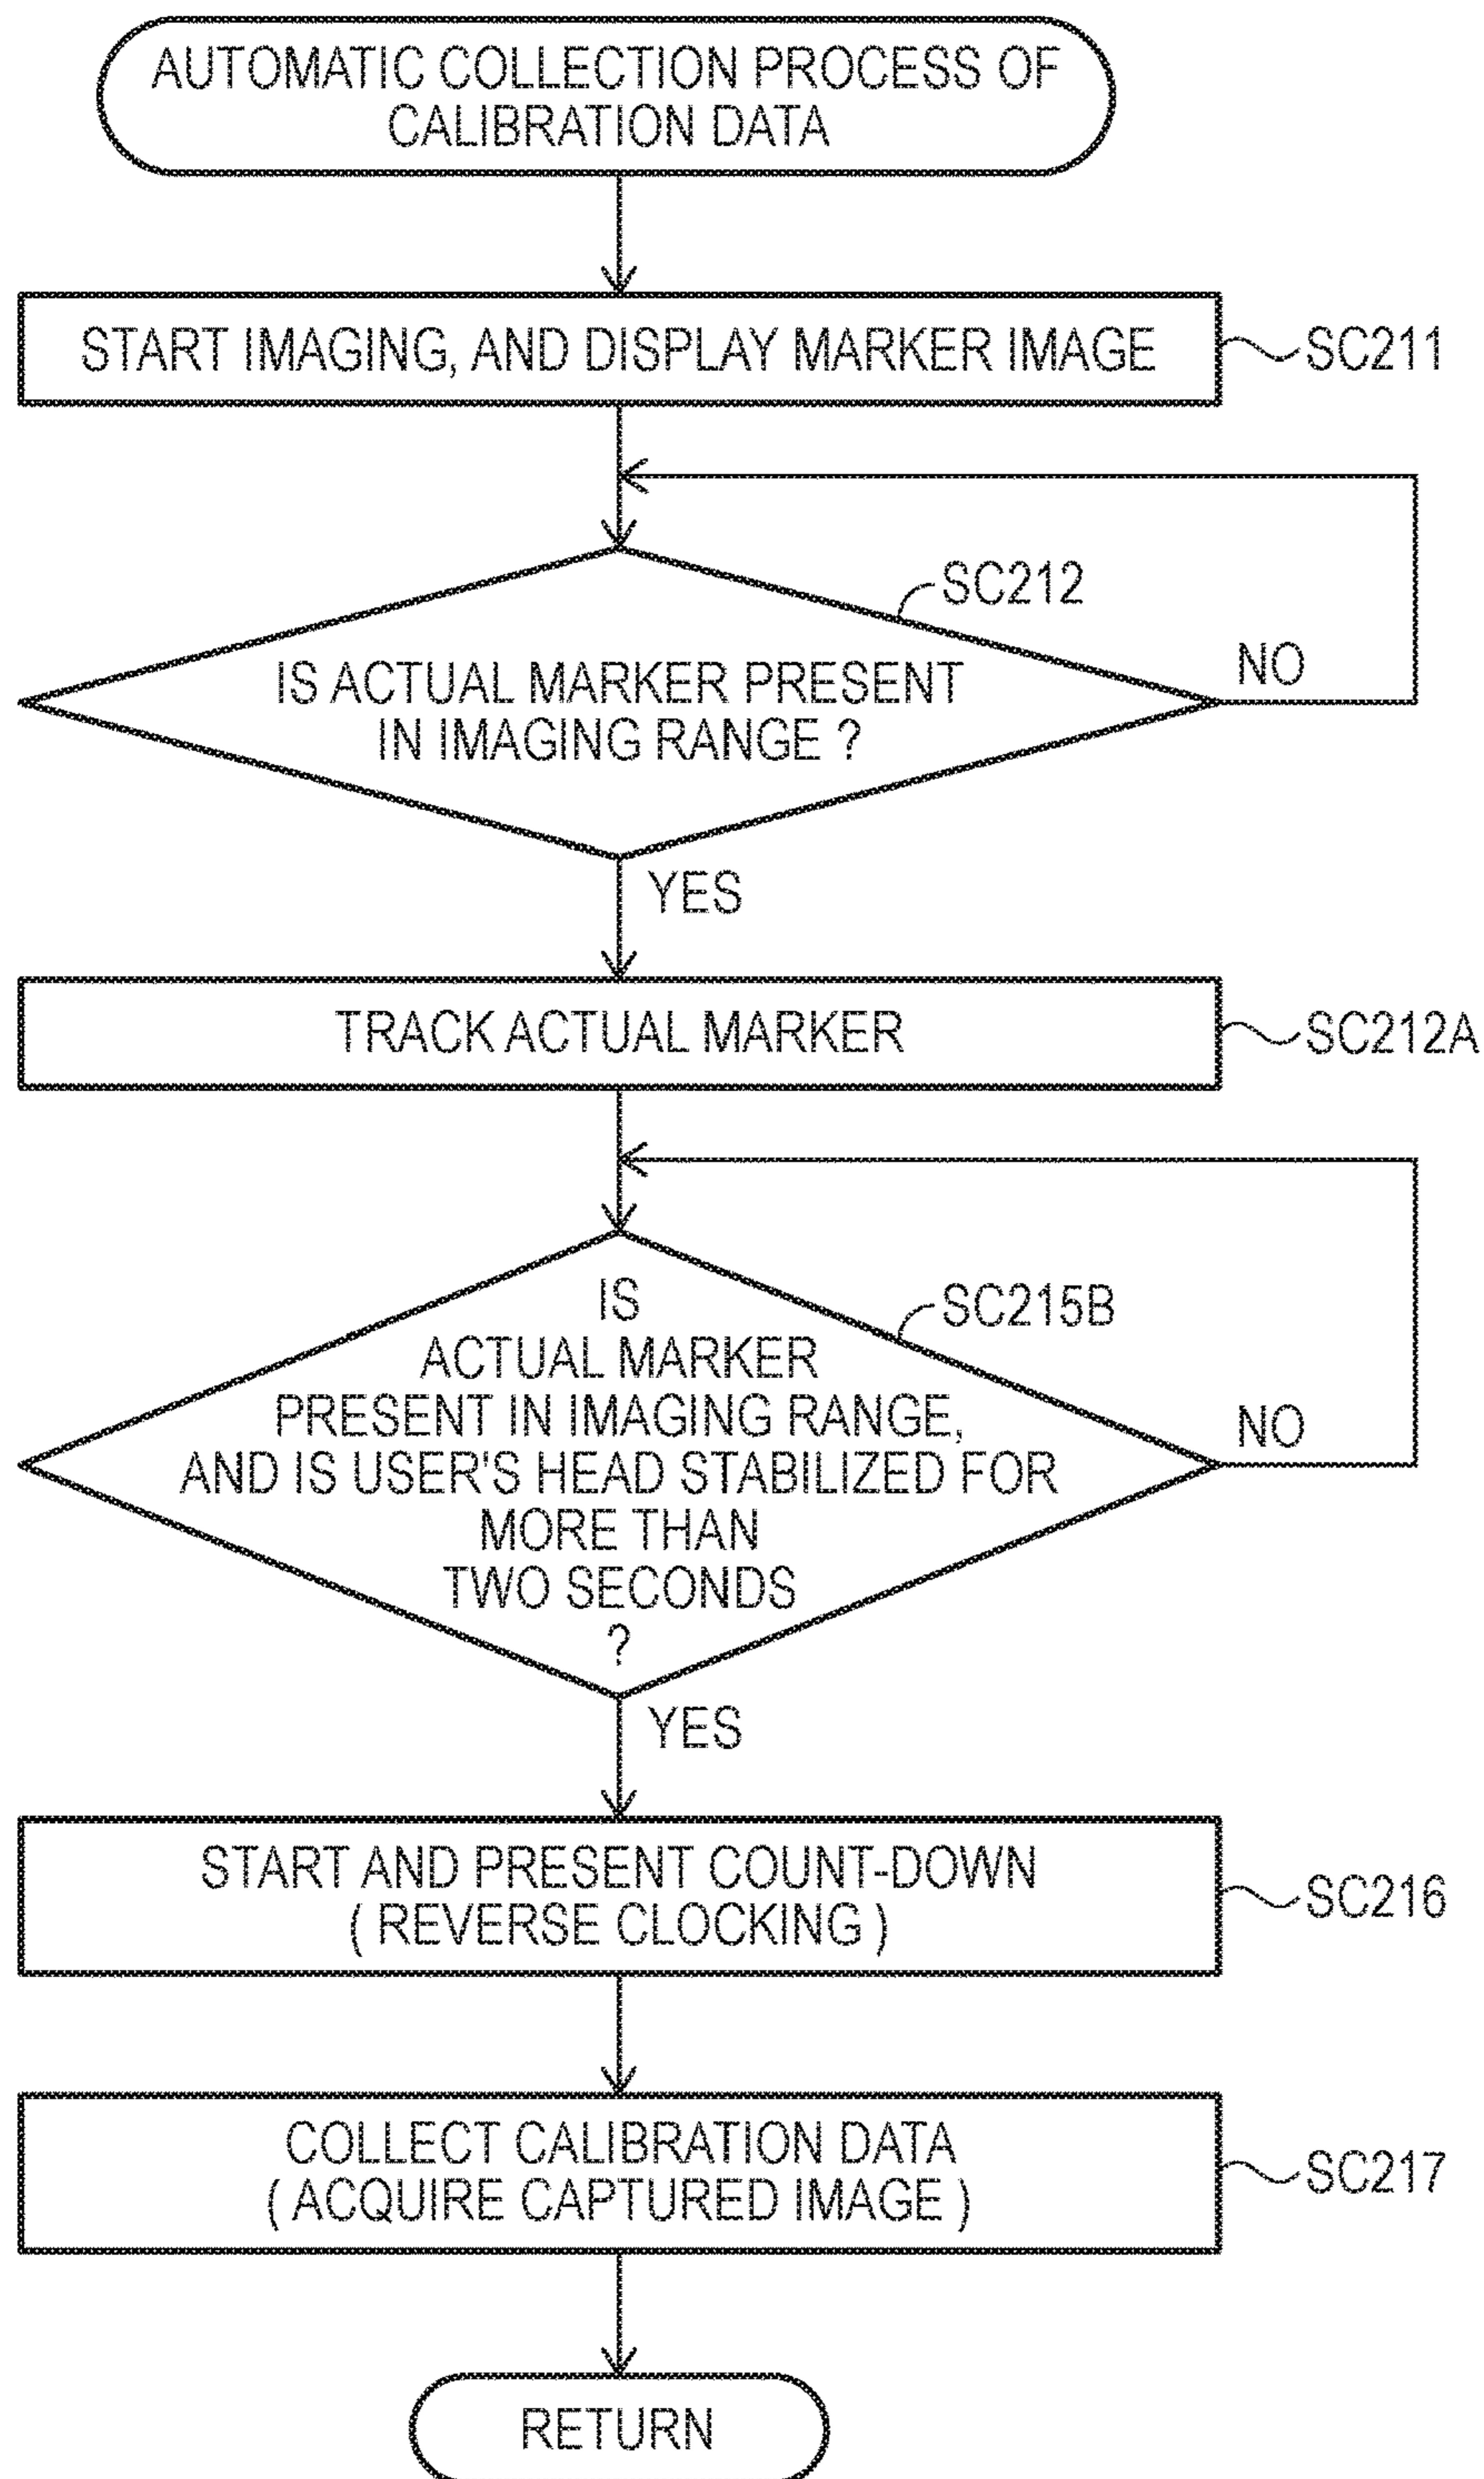 AUTOMATIC COLLECTION PROCESS OF
CALIBRATION DATA
START IMAGING, AND DISPLAY MARKER IMAGE
SC211
SC212
IS ACTUAL MARKER PRESENT
IN IMAGING RANGE ?
NO
YES
TRACK ACTUAL MARKER
SC212A
SC215B
IS
ACTUAL MARKER
PRESENT IN IMAGING RANGE,
AND IS USER'S HEAD STABILIZED FOR
MORE THAN
TWO SECONDS
?
NO
YES
START AND PRESENT COUNT-DOWN
( REVERSE CLOCKING )
SC216
COLLECT CALIBRATION DATA
( ACQUIRE CAPTURED IMAGE )
SC217
RETURN